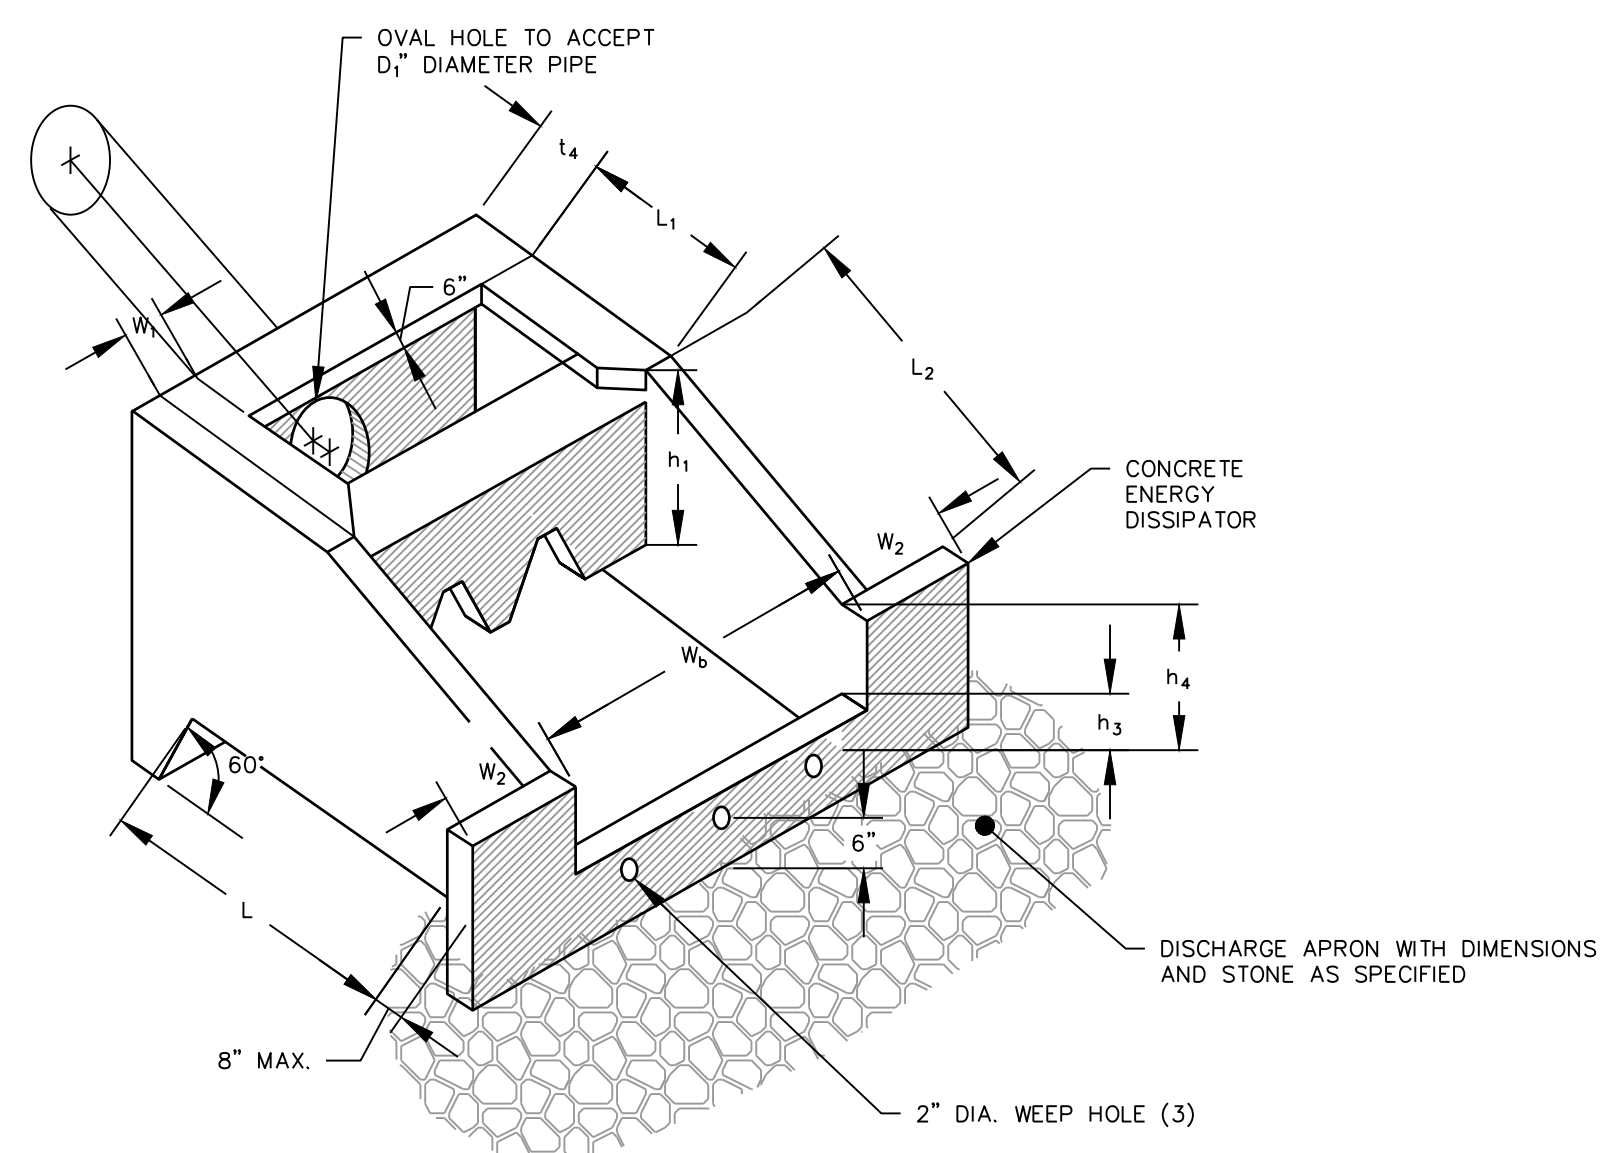 OVAL HOLE TO ACCEPT
D₁" DIAMETER PIPE
t₄
L₁
6"
W₁
L₂
h₁
CONCRETE
ENERGY
DISSIPATOR
W₂
W_b
h₄
h₃
60°
W₂
6"
L
DISCHARGE APRON WITH DIMENSIONS
AND STONE AS SPECIFIED
8" MAX.
2" DIA. WEEP HOLE (3)